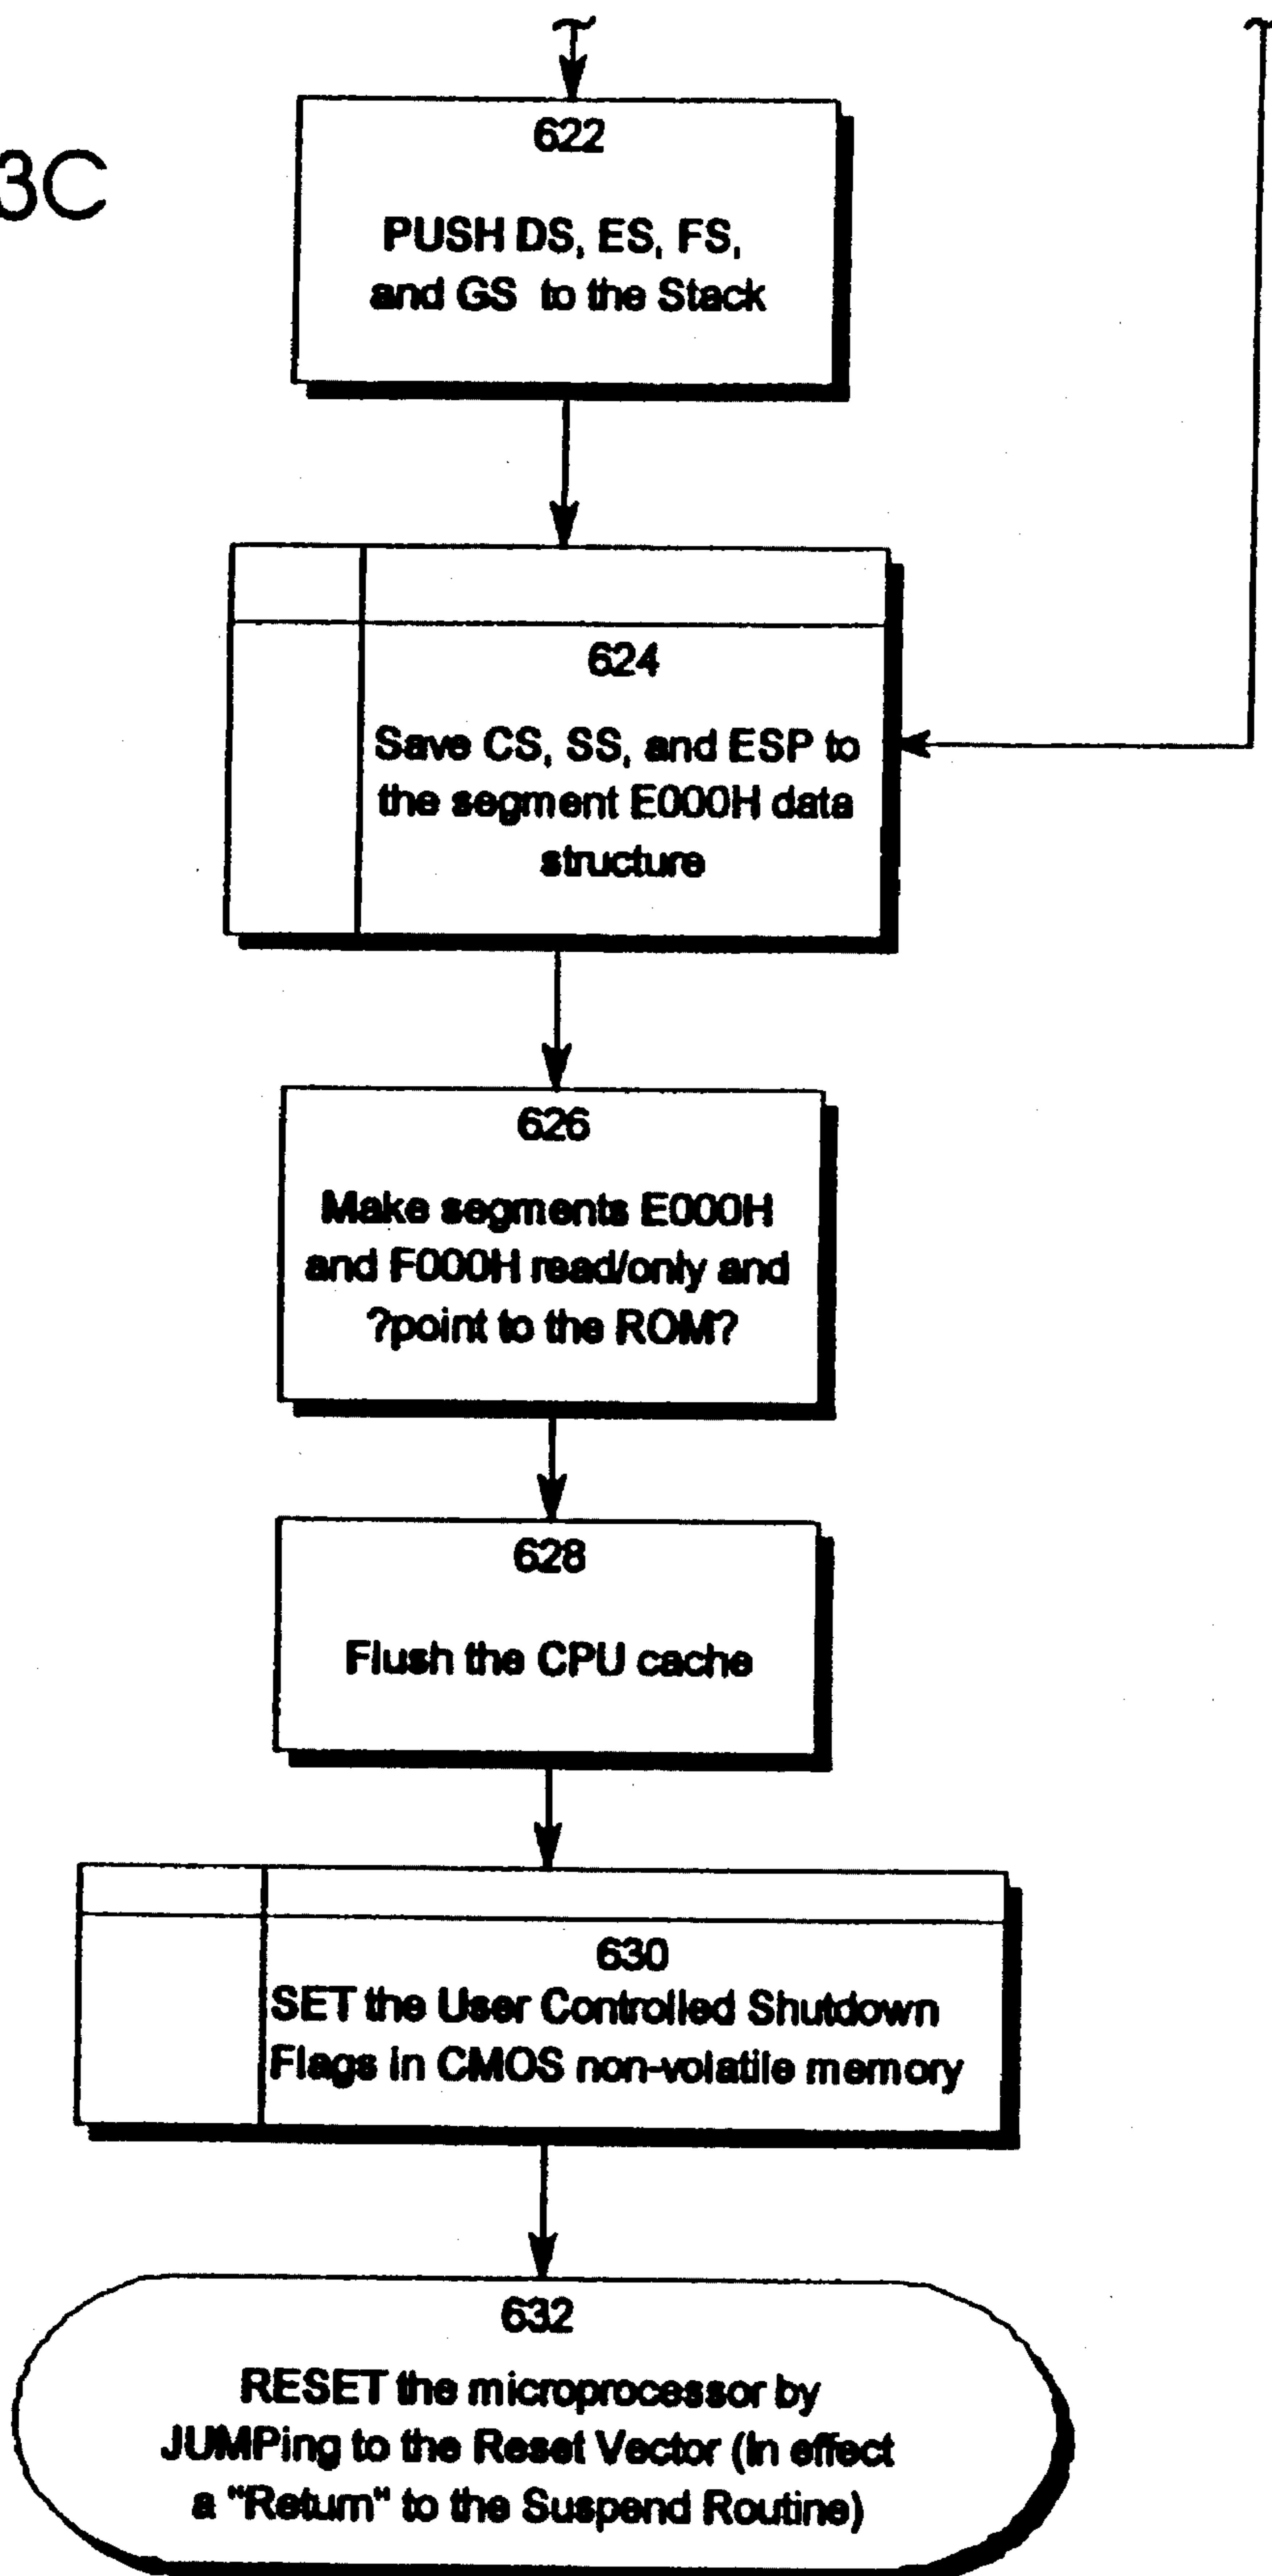 3C
622
PUSH DS, ES, FS,
and GS to the Stack
624
Save CS, SS, and ESP to
the segment E000H data
structure
626
Make segments E000H
and F000H read/only and
?point to the ROM?
628
Flush the CPU cache
630
SET the User Controlled Shutdown
Flags in CMOS non-volatile memory
632
RESET the microprocessor by
JUMPing to the Reset Vector (In effect
a "Return" to the Suspend Routine)